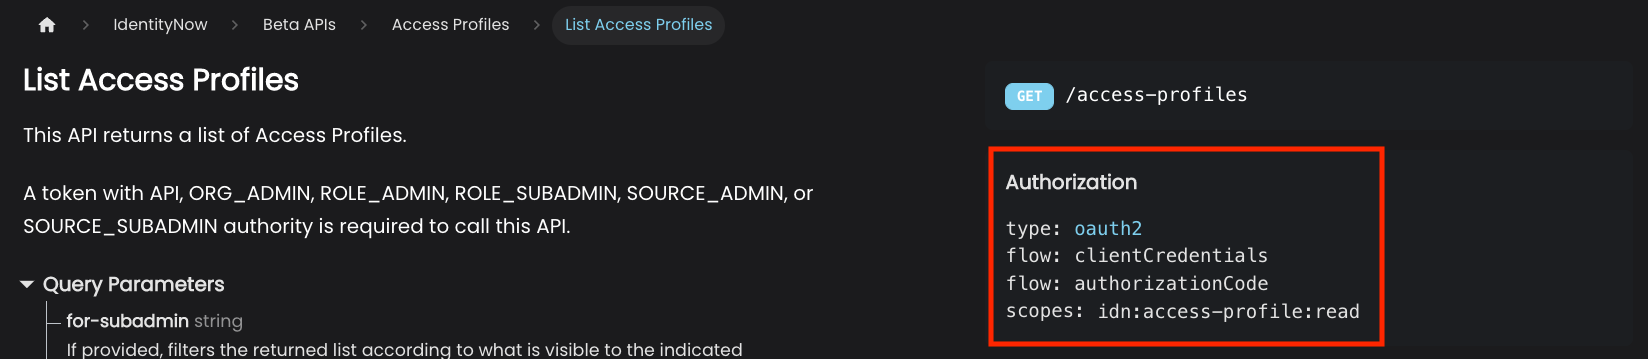 IdentityNow > Beta APIs > Access Profiles > List Access Profiles
List Access Profiles
This API returns a list of Access Profiles.
A token with API, ORG_ADMIN, ROLE_ADMIN, ROLE_SUBADMIN, SOURCE_ADMIN, or
SOURCE_SUBADMIN authority is required to call this API.
Query Parameters
for-subadmin string
If provided, filters the returned list according to what is visible to the indicated
GET /access-profiles
Authorization
type: oauth2
flow: clientCredentials
flow: authorizationCode
scopes: idn:access-profile:read